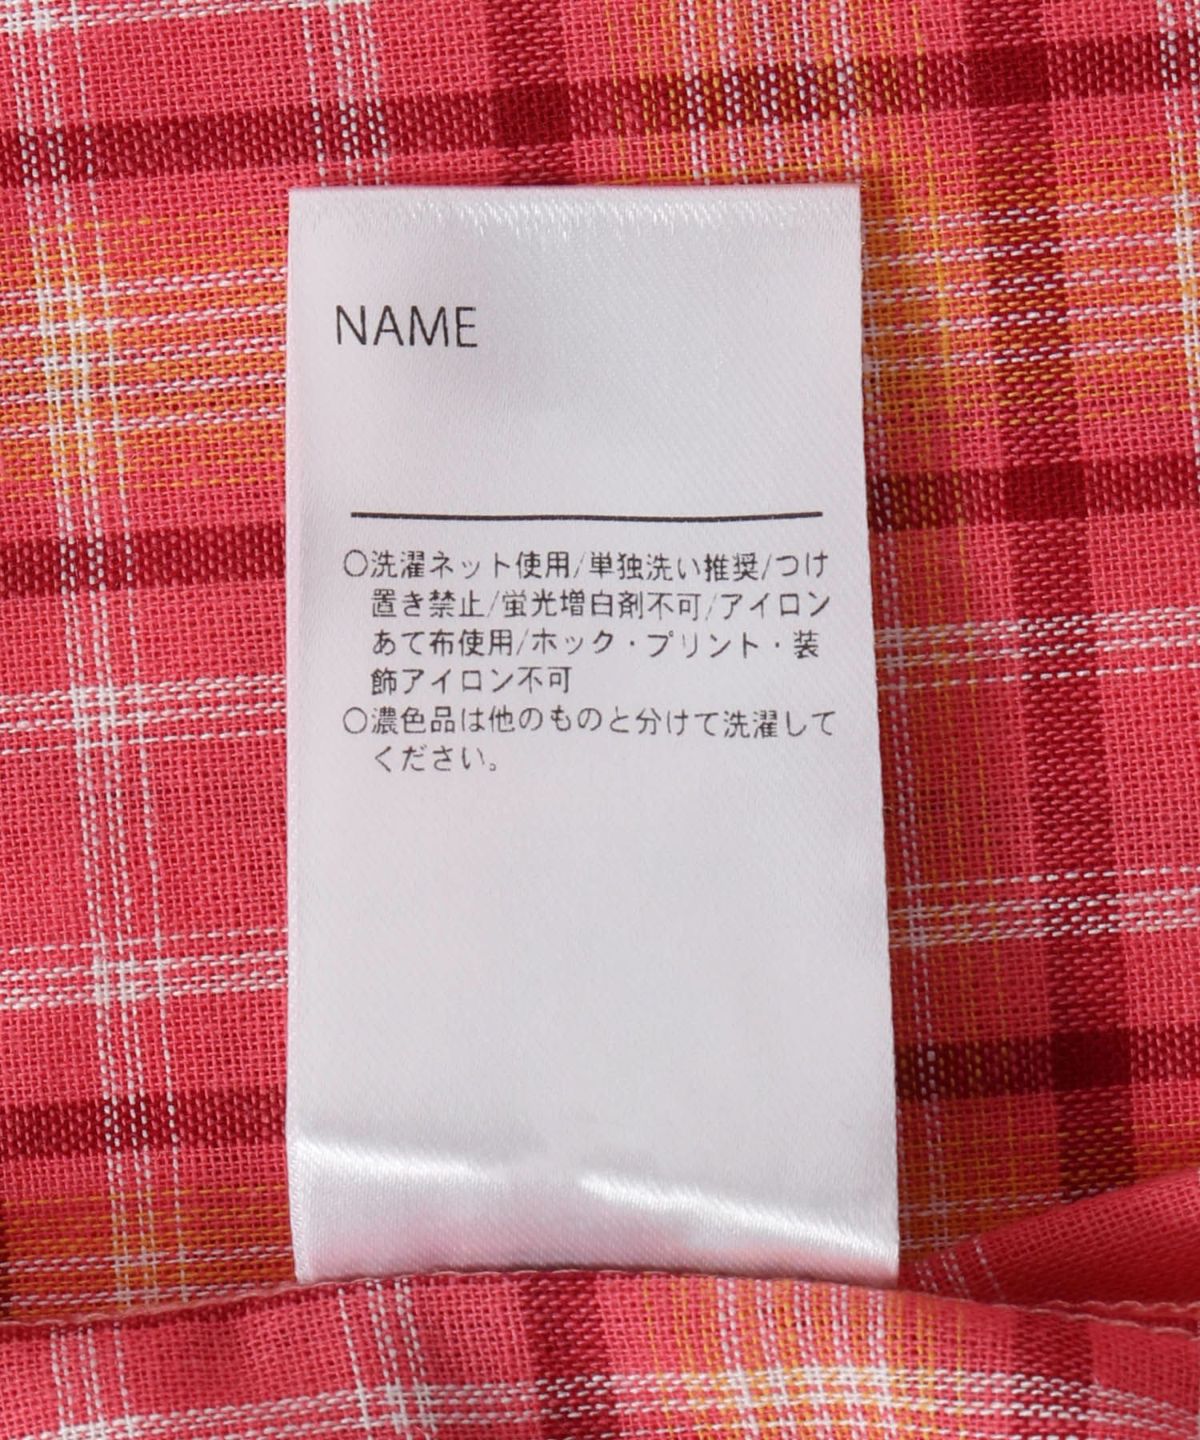 NAME
○洗濯ネット使用/単独洗い推奨/つけ
置き禁止/蛍光増白剤不可/アイロン
あて布使用/ホック・プリント・装
飾アイロン不可
○濃色品は他のものと分けて洗濯して
ください。